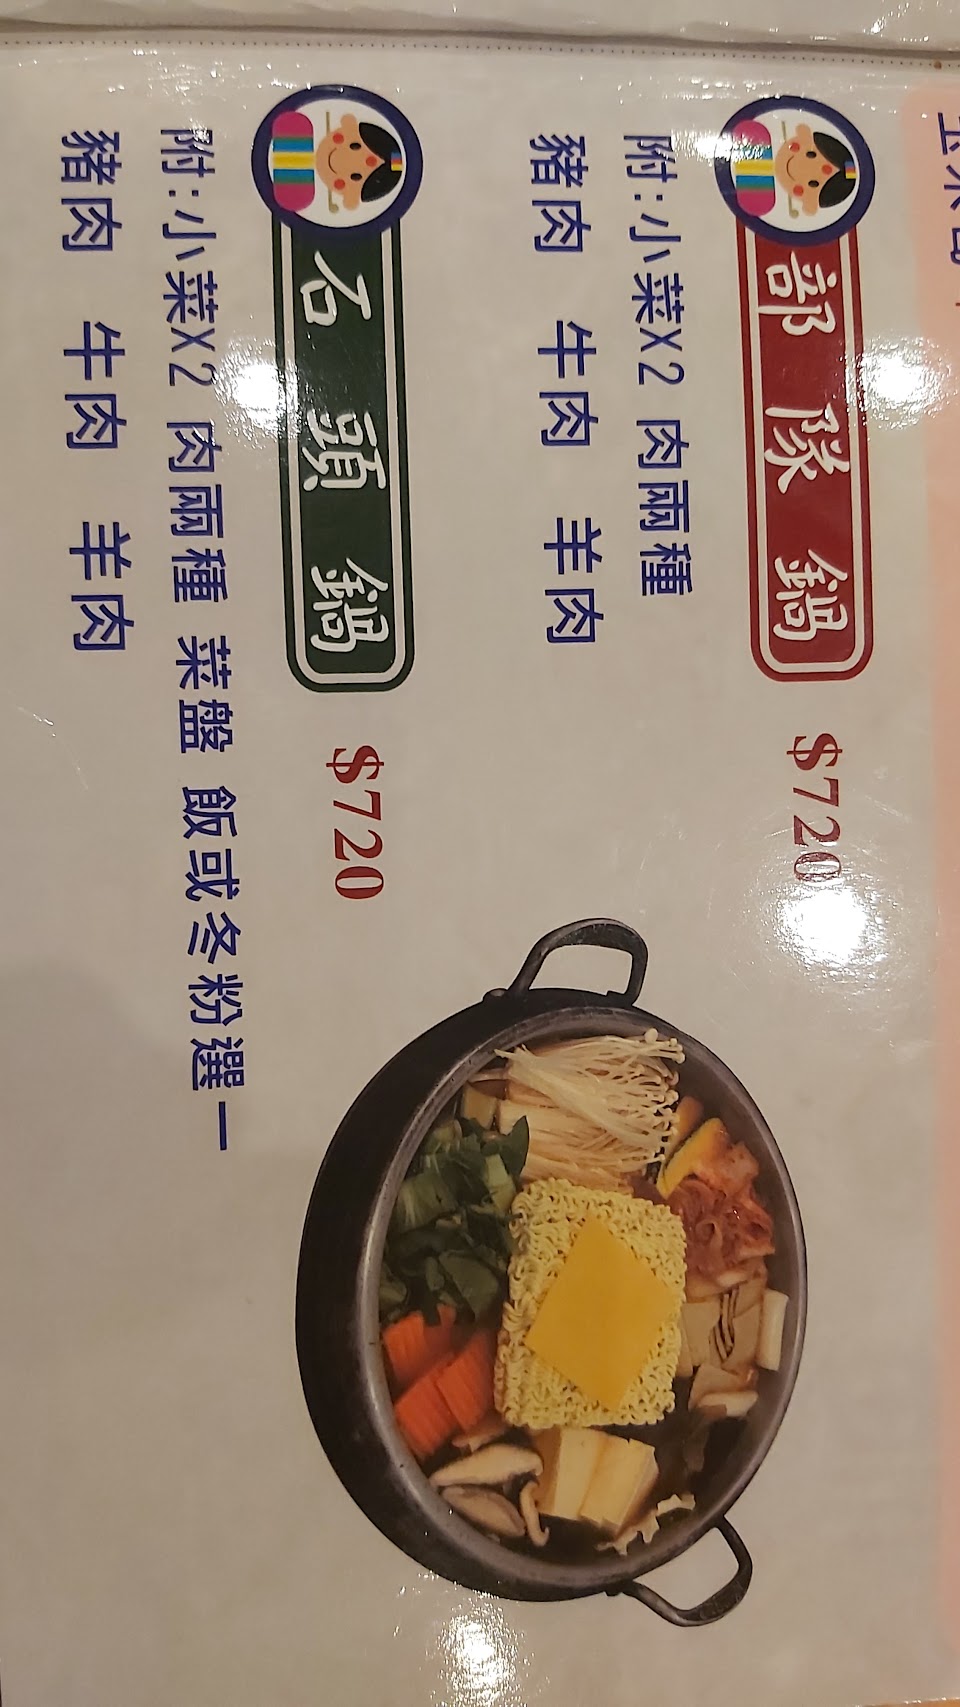 部隊鍋 $720
附:小菜X2 肉兩種
豬肉 牛肉 羊肉
石頭鍋 $720
附:小菜X2 肉兩種 菜盤 飯或冬粉選一
豬肉 牛肉 羊肉